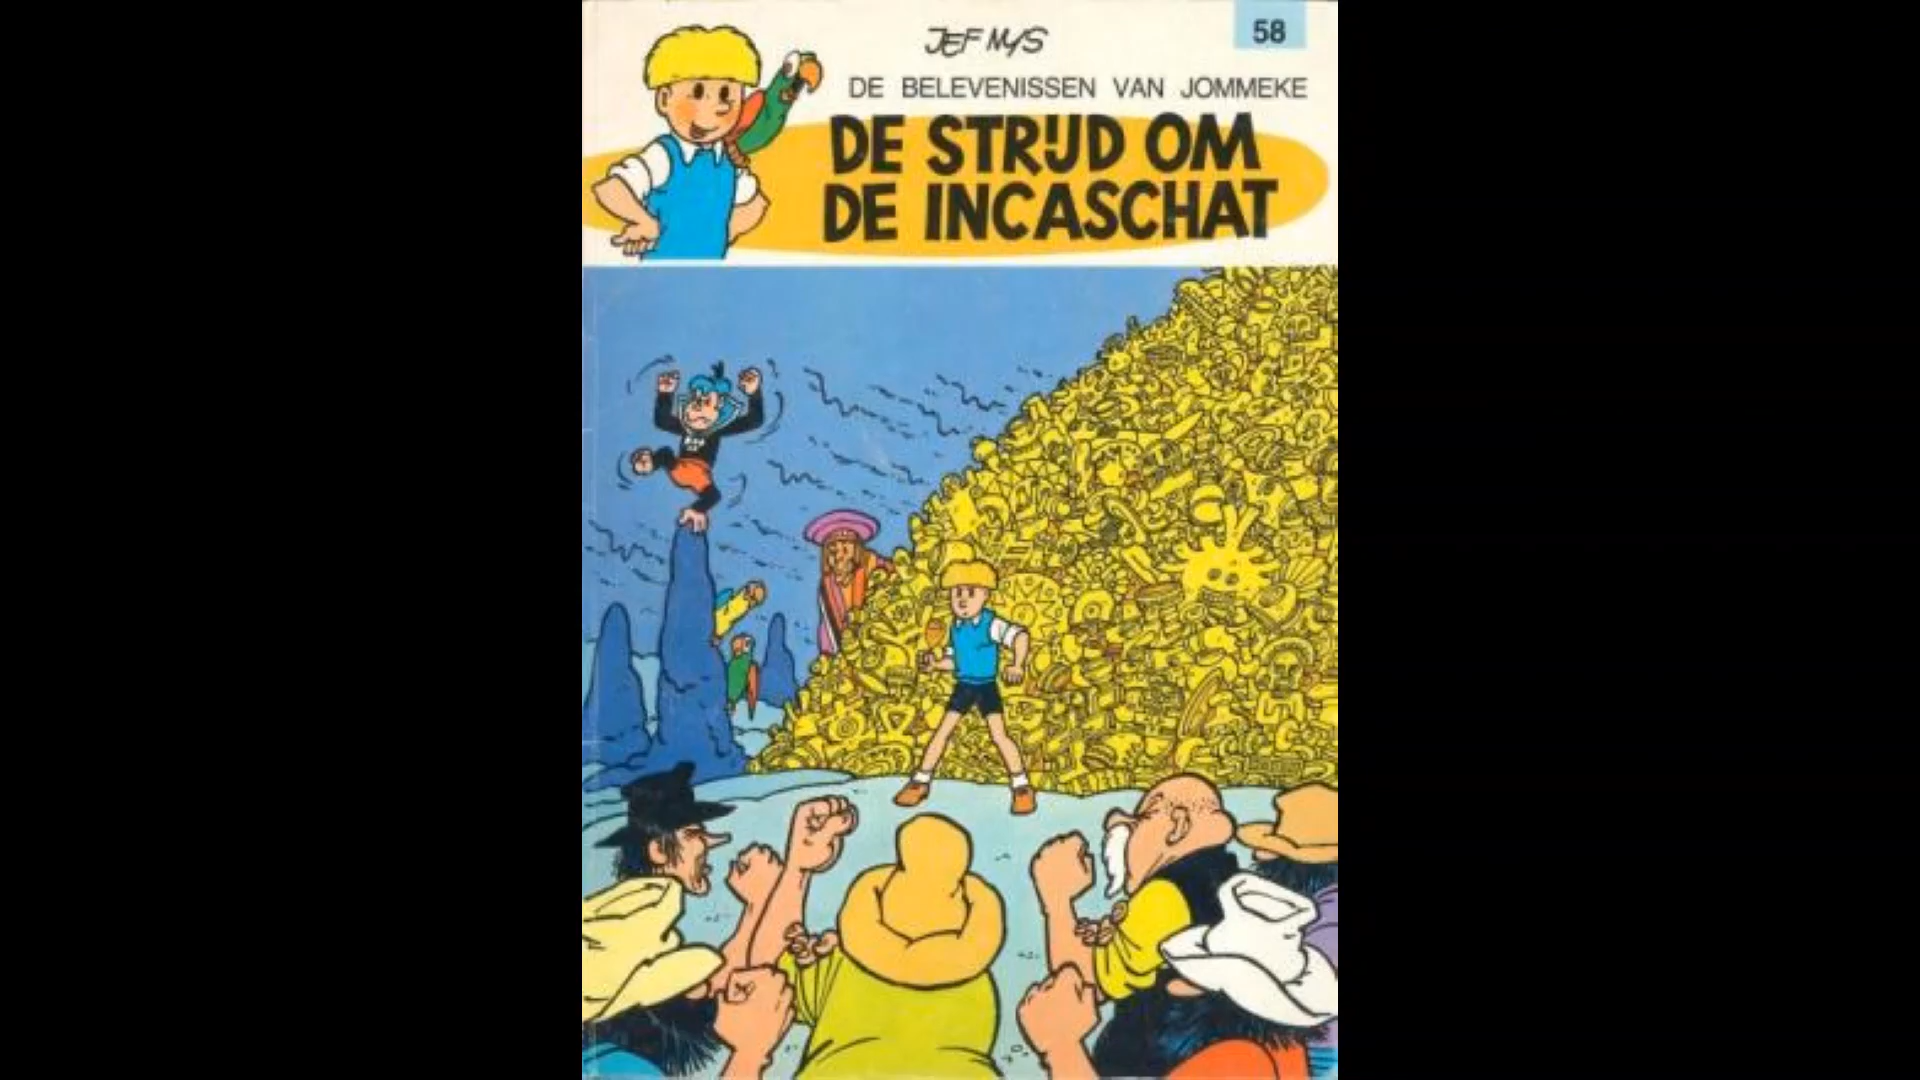 JEF NYS
58
DE BELEVENISSEN VAN JOMMEKE
DE STRIJD OM
DE INCASCHAT